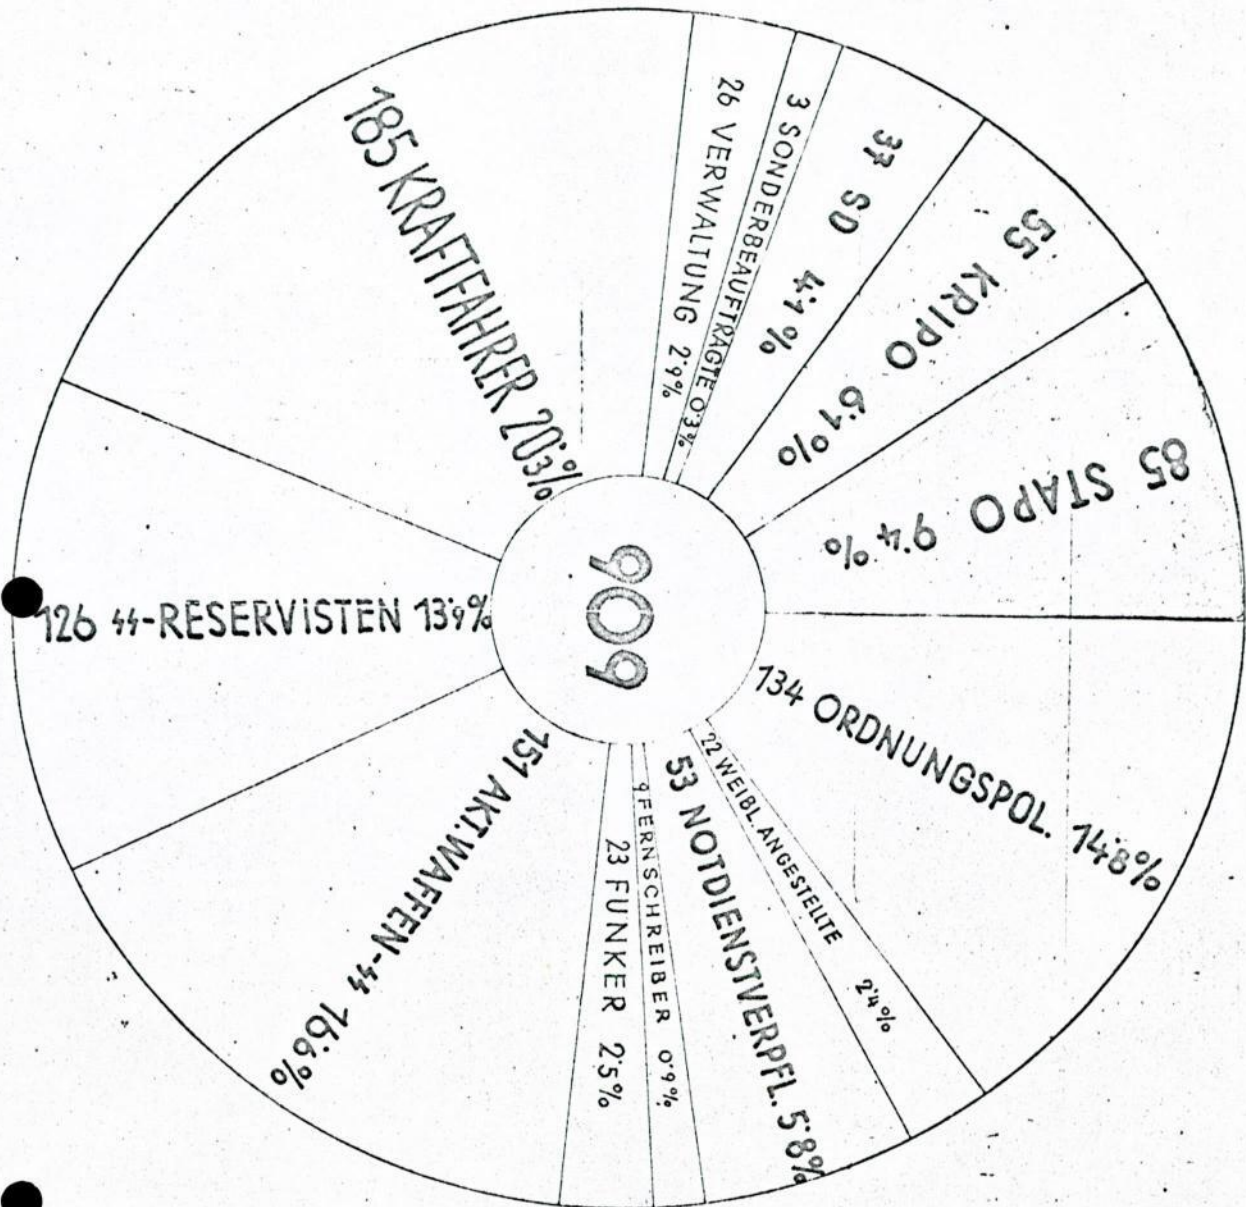 909
26 VERWALTUNG 2'9%
3 SONDERBEAUFTRAGTE 0'3%
37 SD 4'1%
55 KRIPO 6'1%
85 STAPO 9'4%
134 ORDNUNGSPOL. 14'8%
22 WEIBL. ANGESTELLTE 2'4%
53 NOTDIENSTVERPFL. 5'8%
9 FERNSCHREIBER 0'9%
23 FUNKER 2'5%
151 AKT. WAFFEN-SS 16'6%
126 SS-RESERVISTEN 13'9%
185 KRAFTFAHRER 20'3%